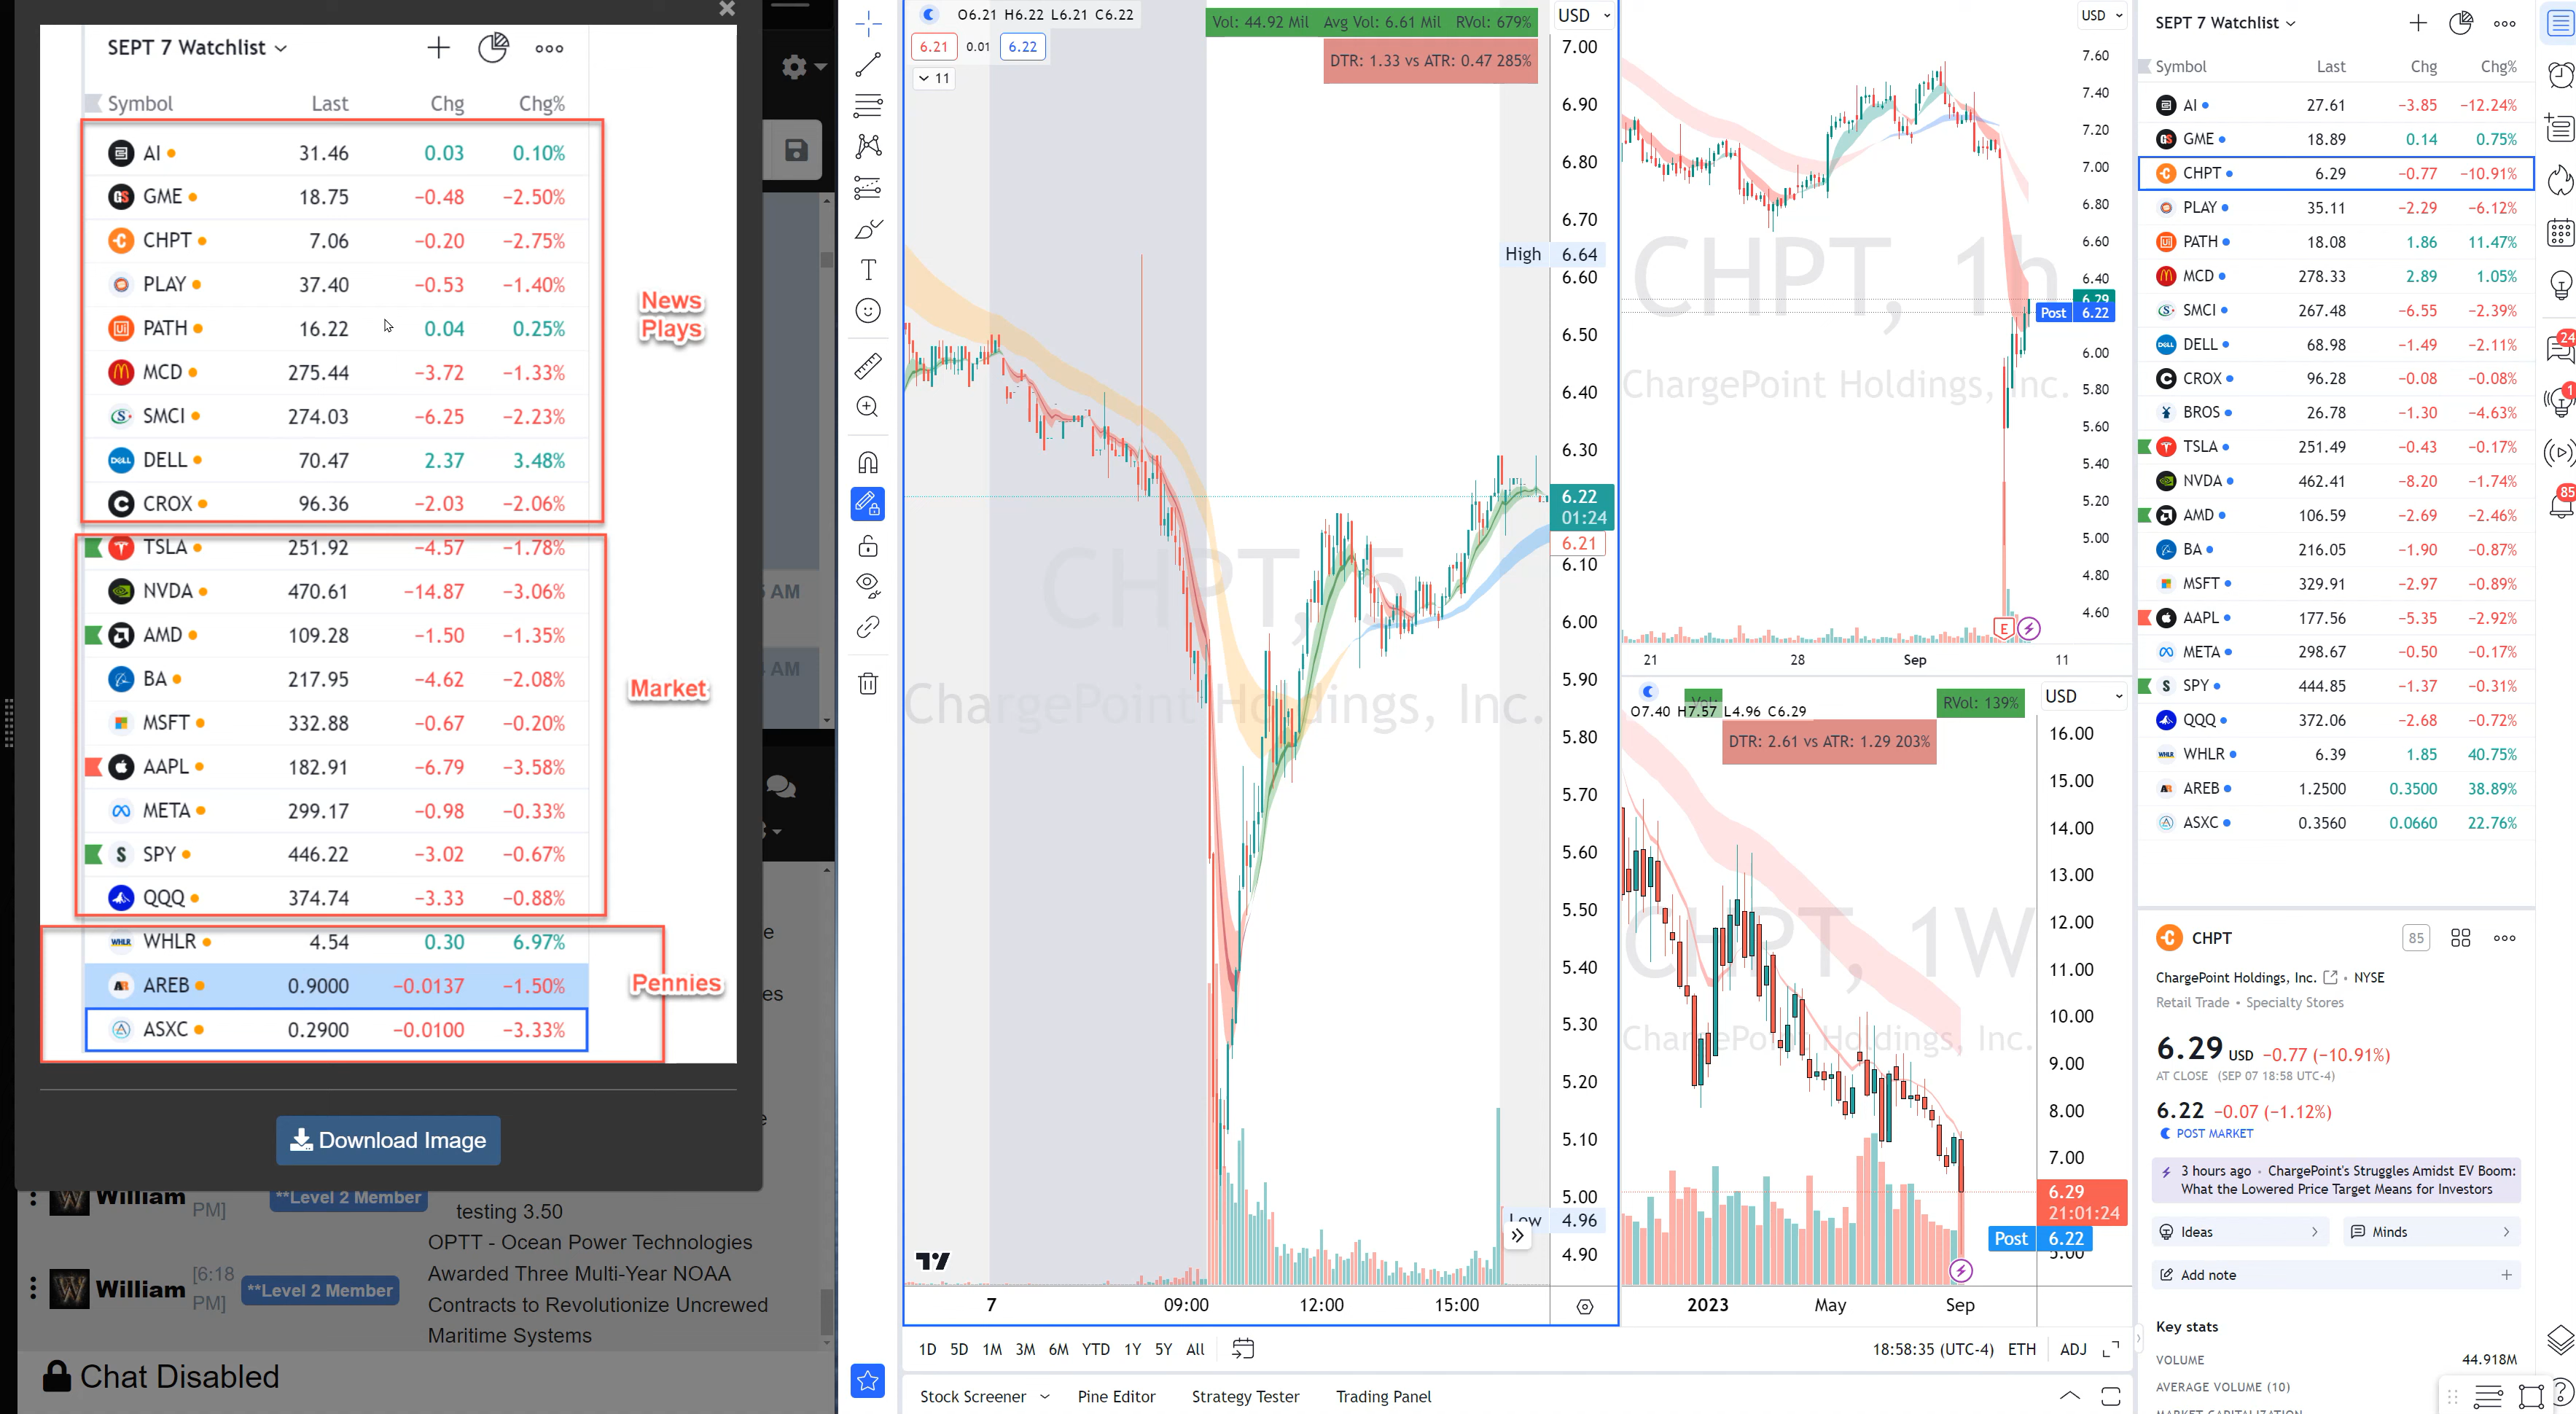 SEPT 7 Watchlist
Symbol Last Chg Chg%
AI 31.46 0.03 0.10%
GME 18.75 −0.48 −2.50%
CHPT 7.06 −0.20 −2.75%
PLAY 37.40 −0.53 −1.40%
PATH 16.22 0.04 0.25%
MCD 275.44 −3.72 −1.33%
SMCI 274.03 −6.25 −2.23%
DELL 70.47 2.37 3.48%
CROX 96.36 −2.03 −2.06%
News
Plays
TSLA 251.92 −4.57 −1.78%
NVDA 470.61 −14.87 −3.06%
AMD 109.28 −1.50 −1.35%
BA 217.95 −4.62 −2.08%
MSFT 332.88 −0.67 −0.20%
AAPL 182.91 −6.79 −3.58%
META 299.17 −0.98 −0.33%
SPY 446.22 −3.02 −0.67%
QQQ 374.74 −3.33 −0.88%
Market
WHLR 4.54 0.30 6.97%
AREB 0.9000 −0.0137 −1.50%
ASXC 0.2900 −0.0100 −3.33%
Pennies
Download Image
AM
AM
William PM] **Level 2 Member
testing 3.50
William [6:18 PM] **Level 2 Member
OPTT - Ocean Power Technologies
Awarded Three Multi-Year NOAA
Contracts to Revolutionize Uncrewed
Maritime Systems
Chat Disabled
O6.21 H6.22 L6.21 C6.22
6.21 0.01 6.22
11
Vol: 44.92 Mil Avg Vol: 6.61 Mil RVol: 679%
DTR: 1.33 vs ATR: 0.47 285%
USD
7.00
6.90
6.80
6.70
High 6.64
6.60
6.50
6.40
6.30
6.22
01:24
6.21
6.10
6.00
5.90
5.80
5.70
5.60
5.50
5.40
5.30
5.20
5.10
5.00
Low 4.96
4.90
CHPT, 5
ChargePoint Holdings, Inc.
7 09:00 12:00 15:00
USD
7.60
7.40
7.20
7.00
6.80
6.60
6.40
6.29
Post 6.22
6.00
5.80
5.60
5.40
5.20
5.00
4.80
4.60
CHPT, 1h
ChargePoint Holdings, Inc.
E
21 28 Sep 11
O7.40 H7.57 L4.96 C6.29
RVol: 139%
DTR: 2.61 vs ATR: 1.29 203%
USD
16.00
15.00
14.00
13.00
12.00
11.00
10.00
9.00
8.00
7.00
6.29
21:01:24
Post 6.22
5.00
CHPT, 1W
ChargePoint Holdings, Inc.
2023 May Sep
1D 5D 1M 3M 6M YTD 1Y 5Y All
18:58:35 (UTC-4) ETH ADJ
Stock Screener Pine Editor Strategy Tester Trading Panel
SEPT 7 Watchlist
Symbol Last Chg Chg%
AI 27.61 −3.85 −12.24%
GME 18.89 0.14 0.75%
CHPT 6.29 −0.77 −10.91%
PLAY 35.11 −2.29 −6.12%
PATH 18.08 1.86 11.47%
MCD 278.33 2.89 1.05%
SMCI 267.48 −6.55 −2.39%
DELL 68.98 −1.49 −2.11%
CROX 96.28 −0.08 −0.08%
BROS 26.78 −1.30 −4.63%
TSLA 251.49 −0.43 −0.17%
NVDA 462.41 −8.20 −1.74%
AMD 106.59 −2.69 −2.46%
BA 216.05 −1.90 −0.87%
MSFT 329.91 −2.97 −0.89%
AAPL 177.56 −5.35 −2.92%
META 298.67 −0.50 −0.17%
SPY 444.85 −1.37 −0.31%
QQQ 372.06 −2.68 −0.72%
WHLR 6.39 1.85 40.75%
AREB 1.2500 0.3500 38.89%
ASXC 0.3560 0.0660 22.76%
CHPT 85
ChargePoint Holdings, Inc. • NYSE
Retail Trade • Specialty Stores
6.29 USD −0.77 (−10.91%)
AT CLOSE (SEP 07 18:58 UTC-4)
6.22 −0.07 (−1.12%)
POST MARKET
3 hours ago • ChargePoint's Struggles Amidst EV Boom:
What the Lowered Price Target Means for Investors
Ideas Minds
Add note
Key stats
VOLUME 44.918M
AVERAGE VOLUME (10)
24
1
85